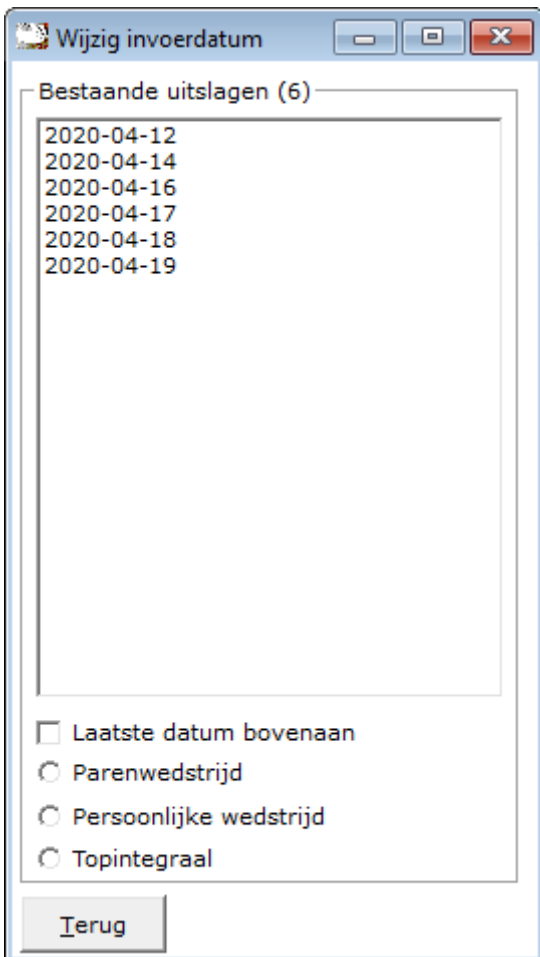 Wijzig invoerdatum
Bestaande uitslagen (6)
2020-04-12
2020-04-14
2020-04-16
2020-04-17
2020-04-18
2020-04-19
Laatste datum bovenaan
Parenwedstrijd
Persoonlijke wedstrijd
Topintegraal
Terug